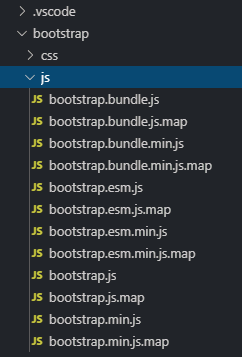 .vscode
bootstrap
css
js
JS bootstrap.bundle.js
JS bootstrap.bundle.js.map
JS bootstrap.bundle.min.js
JS bootstrap.bundle.min.js.map
JS bootstrap.esm.js
JS bootstrap.esm.js.map
JS bootstrap.esm.min.js
JS bootstrap.esm.min.js.map
JS bootstrap.js
JS bootstrap.js.map
JS bootstrap.min.js
JS bootstrap.min.js.map